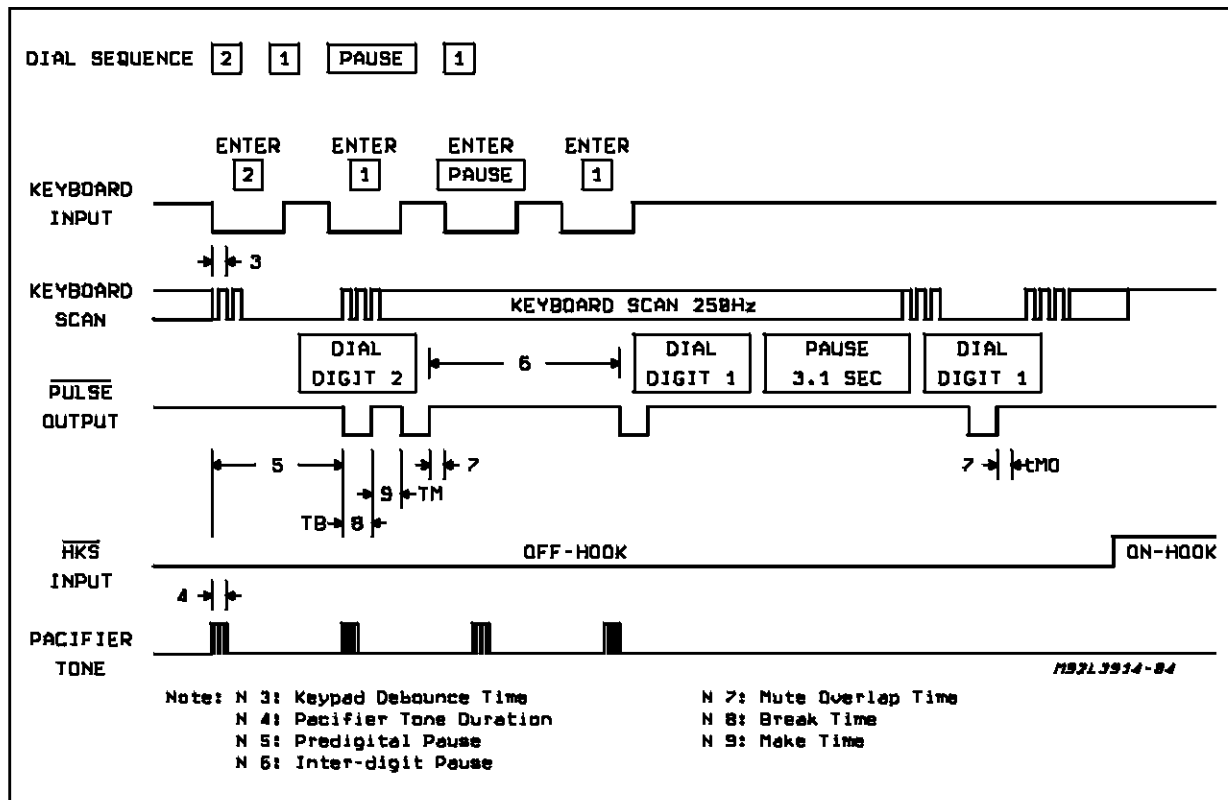 DIAL SEQUENCE 2 1 PAUSE 1
ENTER ENTER ENTER ENTER
2 1 PAUSE 1
KEYBOARD
INPUT
3
KEYBOARD
SCAN
KEYBOARD SCAN 250Hz
DIAL
DIGIT 2
6
DIAL
DIGIT 1
PAUSE
3.1 SEC
DIAL
DIGIT 1
PULSE
OUTPUT
5
7
7
tMO
9
TM
TB
8
HKS
INPUT
OFF-HOOK
ON-HOOK
4
PACIFIER
TONE
M92L3914-04
Note: N 3: Keypad Debounce Time
N 4: Pacifier Tone Duration
N 5: Predigital Pause
N 6: Inter-digit Pause
N 7: Mute Overlap Time
N 8: Break Time
N 9: Make Time